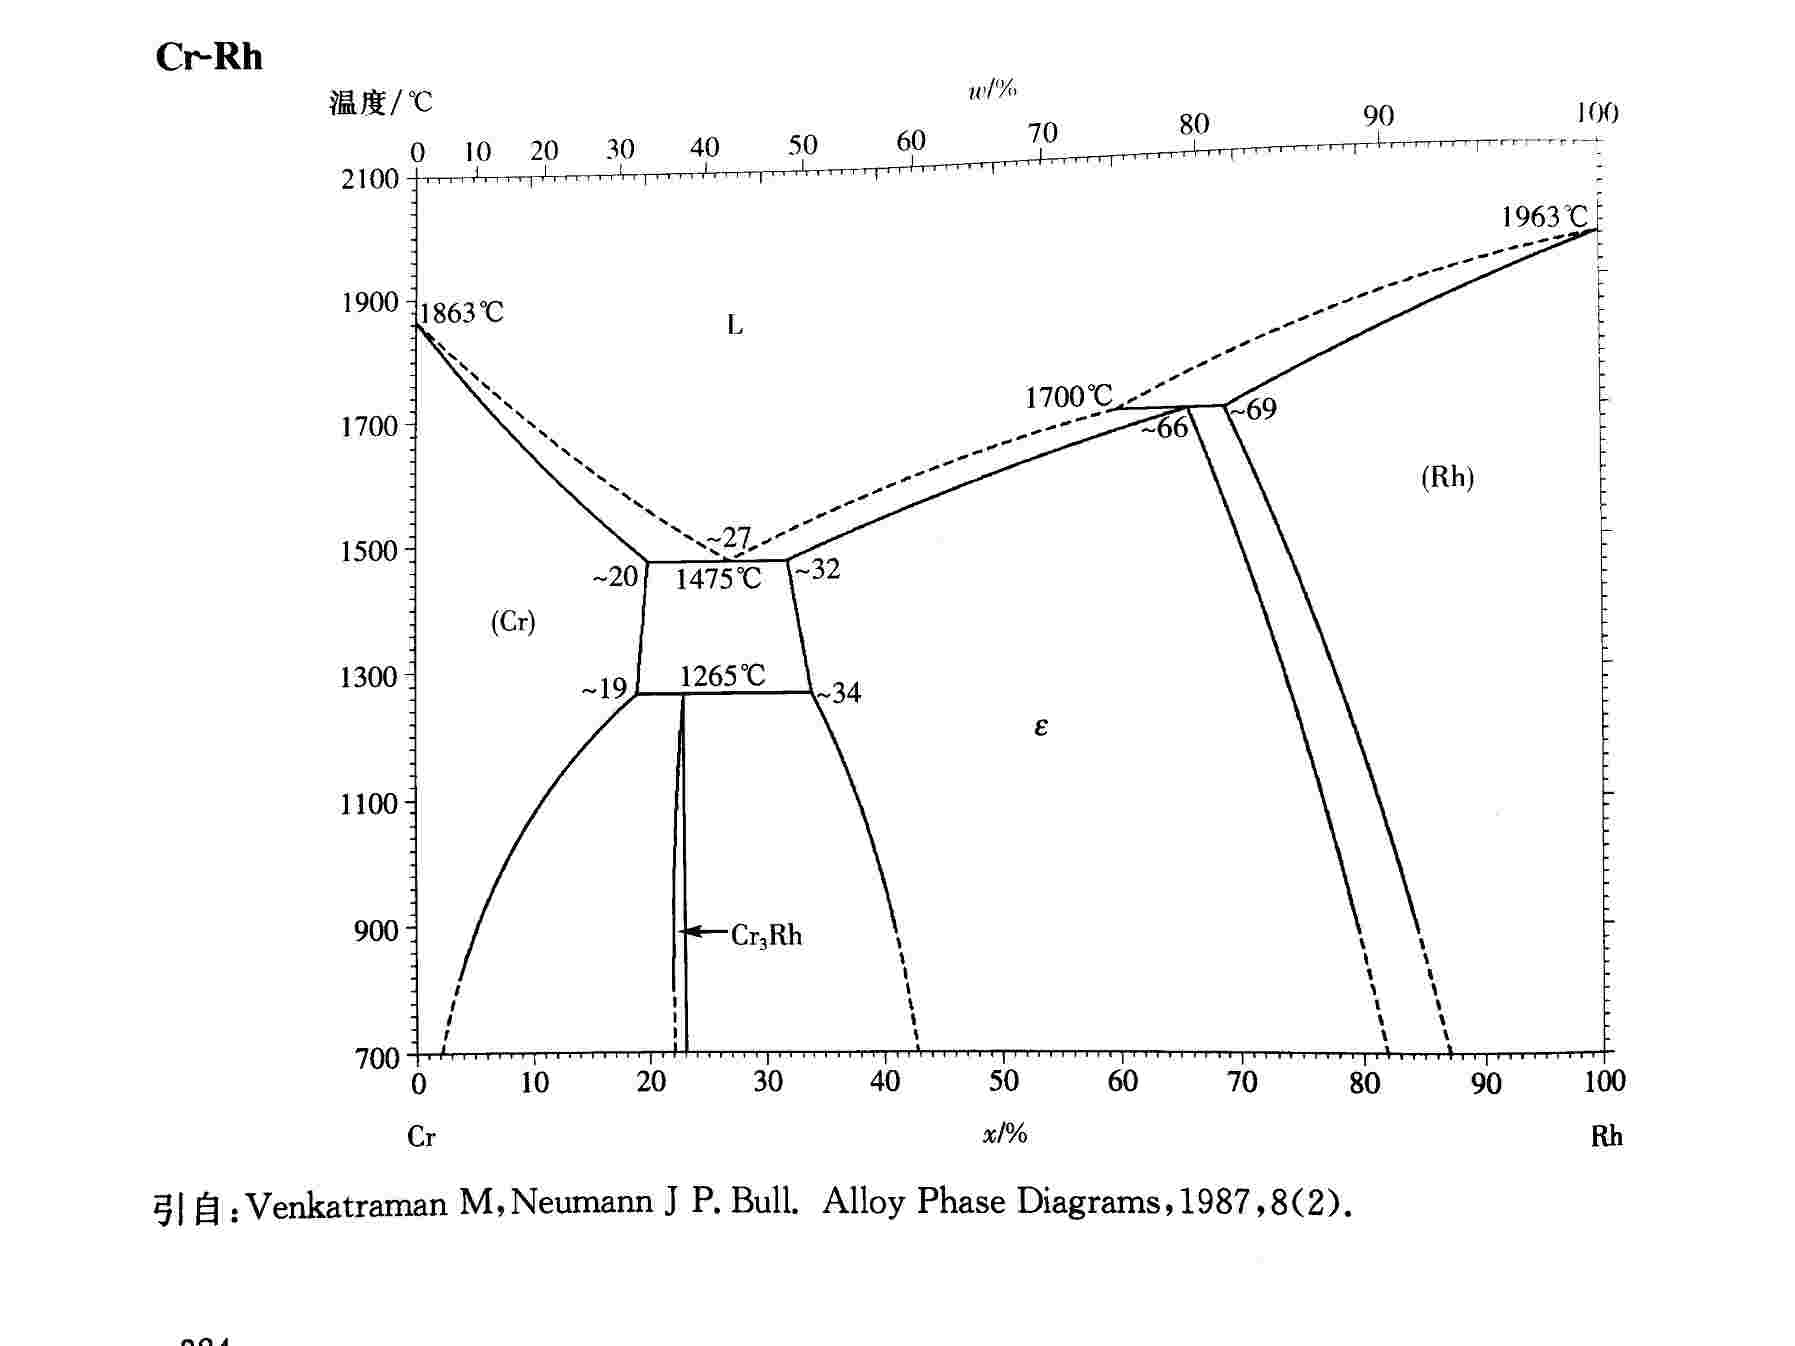 Cr-Rh
温度/℃
w/%
0 10 20 30 40 50 60 70 80 90 100
2100
1963℃
1900
1863℃
L
1700℃
1700
~66
~69
(Rh)
~27
1500
~20
1475℃
~32
(Cr)
1300
1265℃
~19
~34
ε
1100
900
Cr₃Rh
700
0 10 20 30 40 50 60 70 80 90 100
Cr
x/%
Rh
引自:Venkatraman M,Neumann J P. Bull. Alloy Phase Diagrams,1987,8(2).